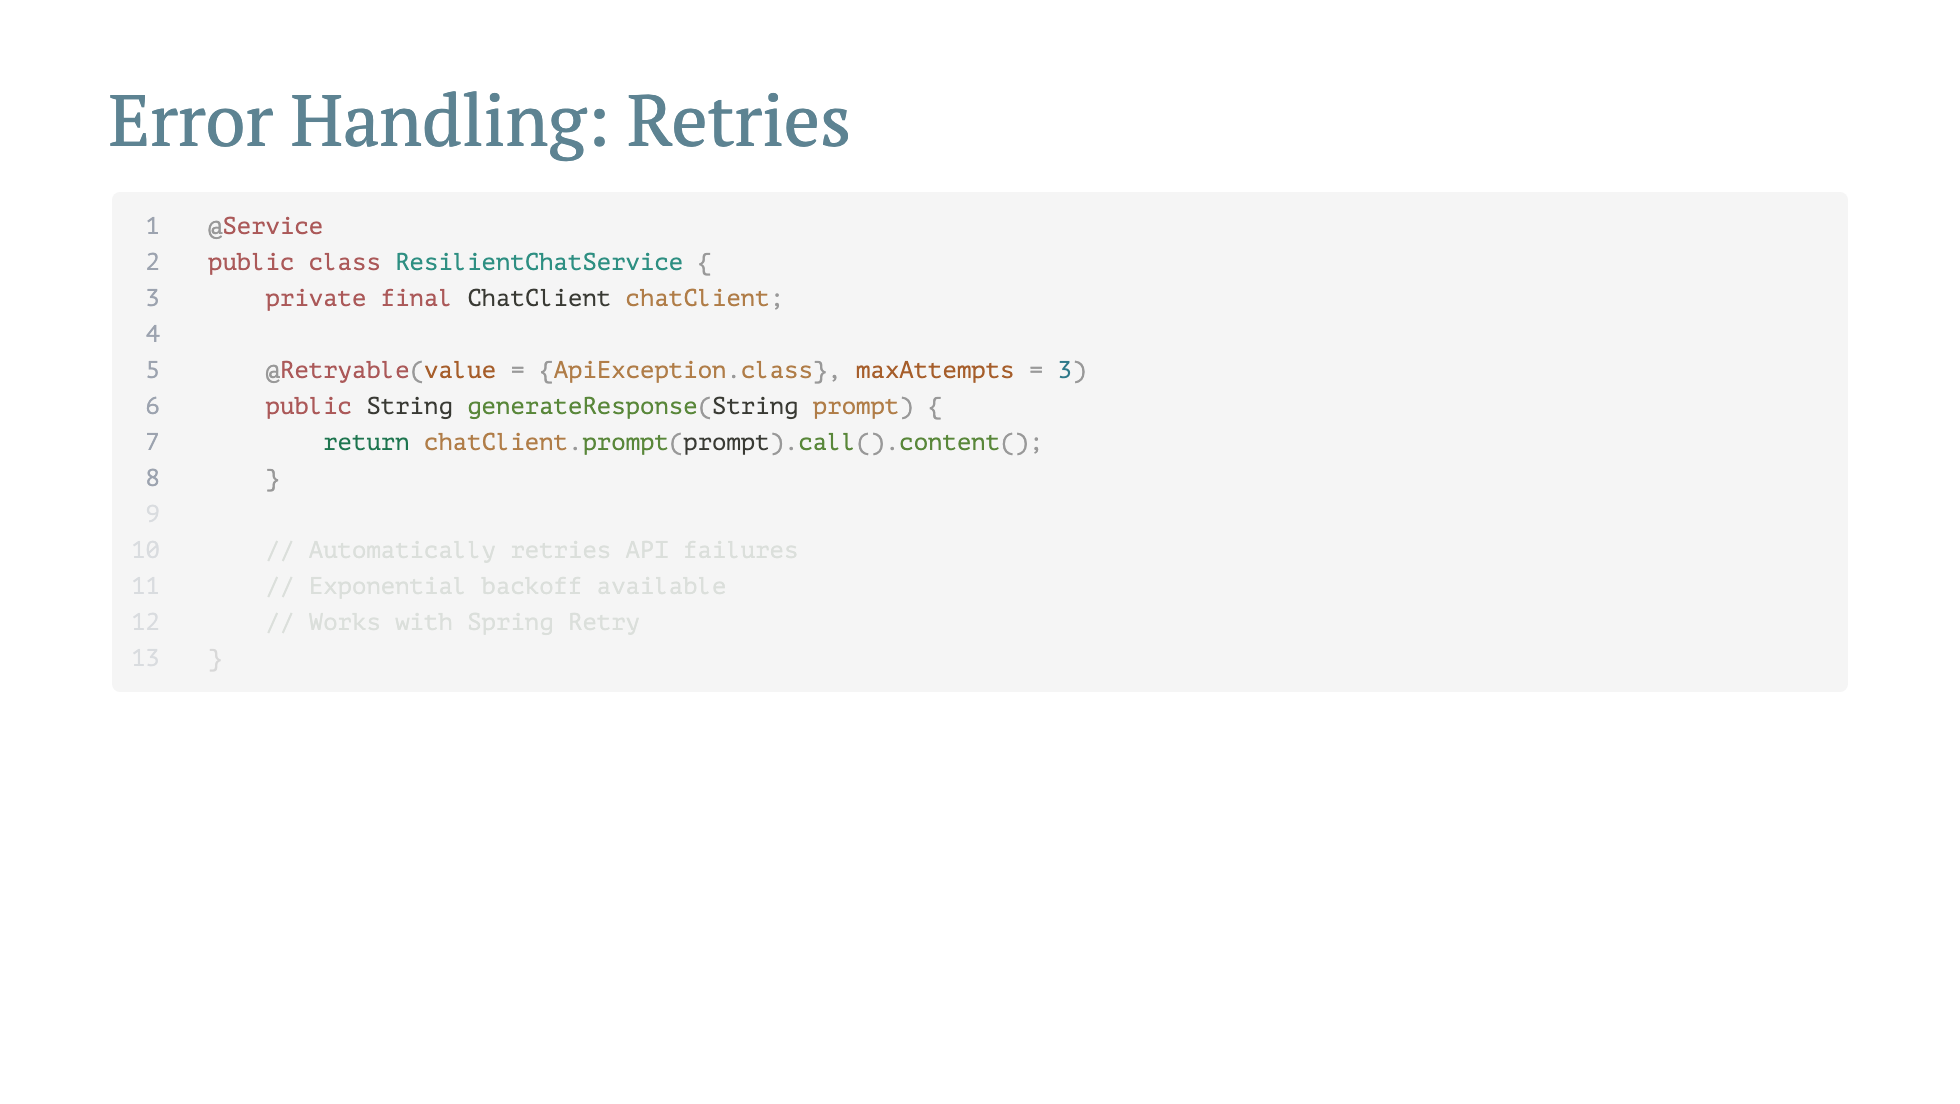 Error Handling: Retries
1 @Service
2 public class ResilientChatService {
3     private final ChatClient chatClient;
4
5     @Retryable(value = {ApiException.class}, maxAttempts = 3)
6     public String generateResponse(String prompt) {
7         return chatClient.prompt(prompt).call().content();
8     }
9
10     // Automatically retries API failures
11     // Exponential backoff available
12     // Works with Spring Retry
13 }